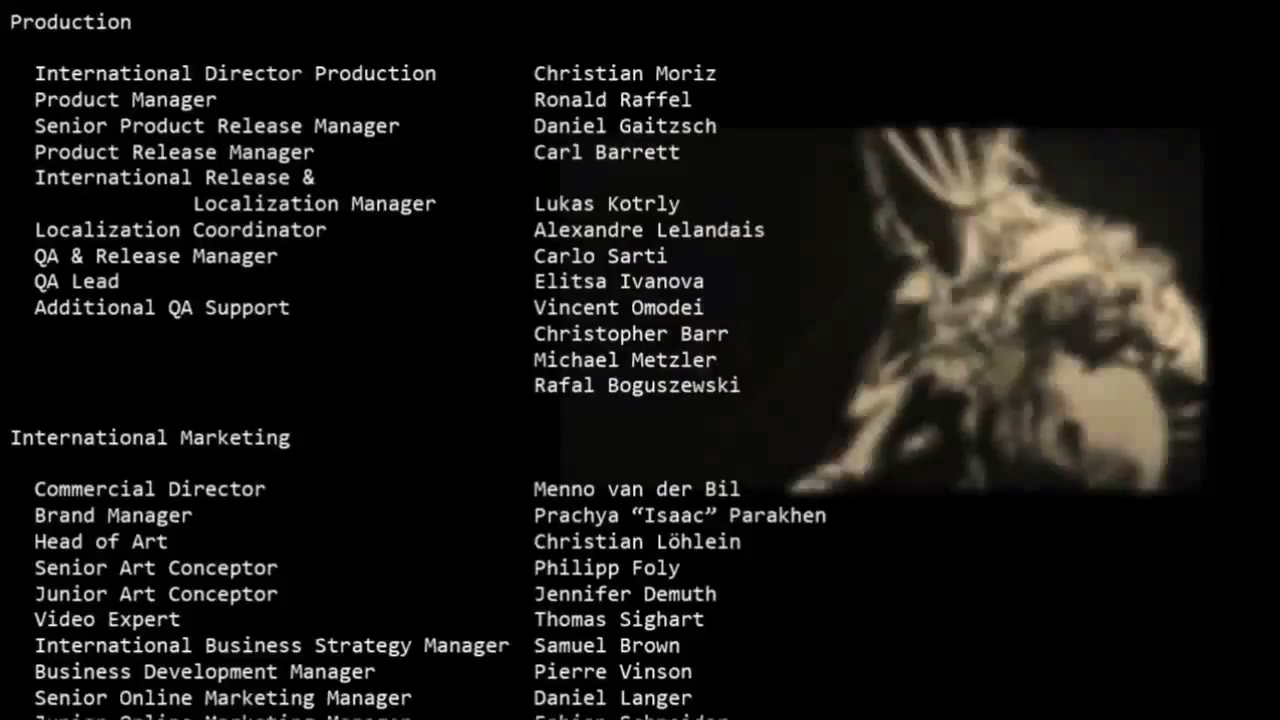 Production
International Director Production Christian Moriz
Product Manager Ronald Raffel
Senior Product Release Manager Daniel Gaitzsch
Product Release Manager Carl Barrett
International Release &
Localization Manager Lukas Kotrly
Localization Coordinator Alexandre Lelandais
QA & Release Manager Carlo Sarti
QA Lead Elitsa Ivanova
Additional QA Support Vincent Omodei
Christopher Barr
Michael Metzler
Rafal Boguszewski
International Marketing
Commercial Director Menno van der Bil
Brand Manager Prachya “Isaac” Parakhen
Head of Art Christian Löhlein
Senior Art Conceptor Philipp Foly
Junior Art Conceptor Jennifer Demuth
Video Expert Thomas Sighart
International Business Strategy Manager Samuel Brown
Business Development Manager Pierre Vinson
Senior Online Marketing Manager Daniel Langer